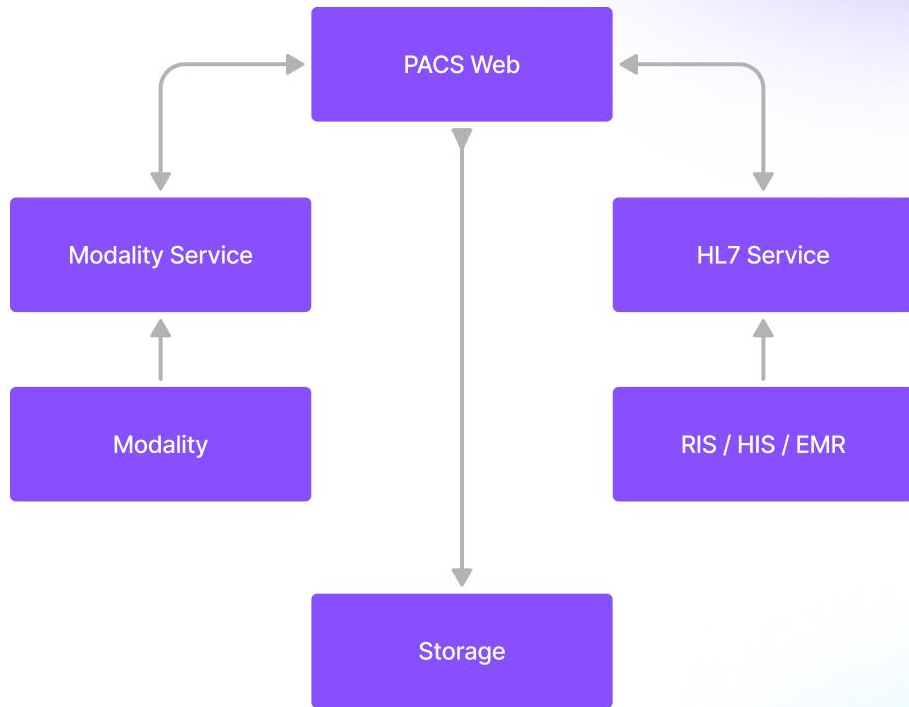 PACS Web
Modality Service
HL7 Service
Modality
RIS / HIS / EMR
Storage